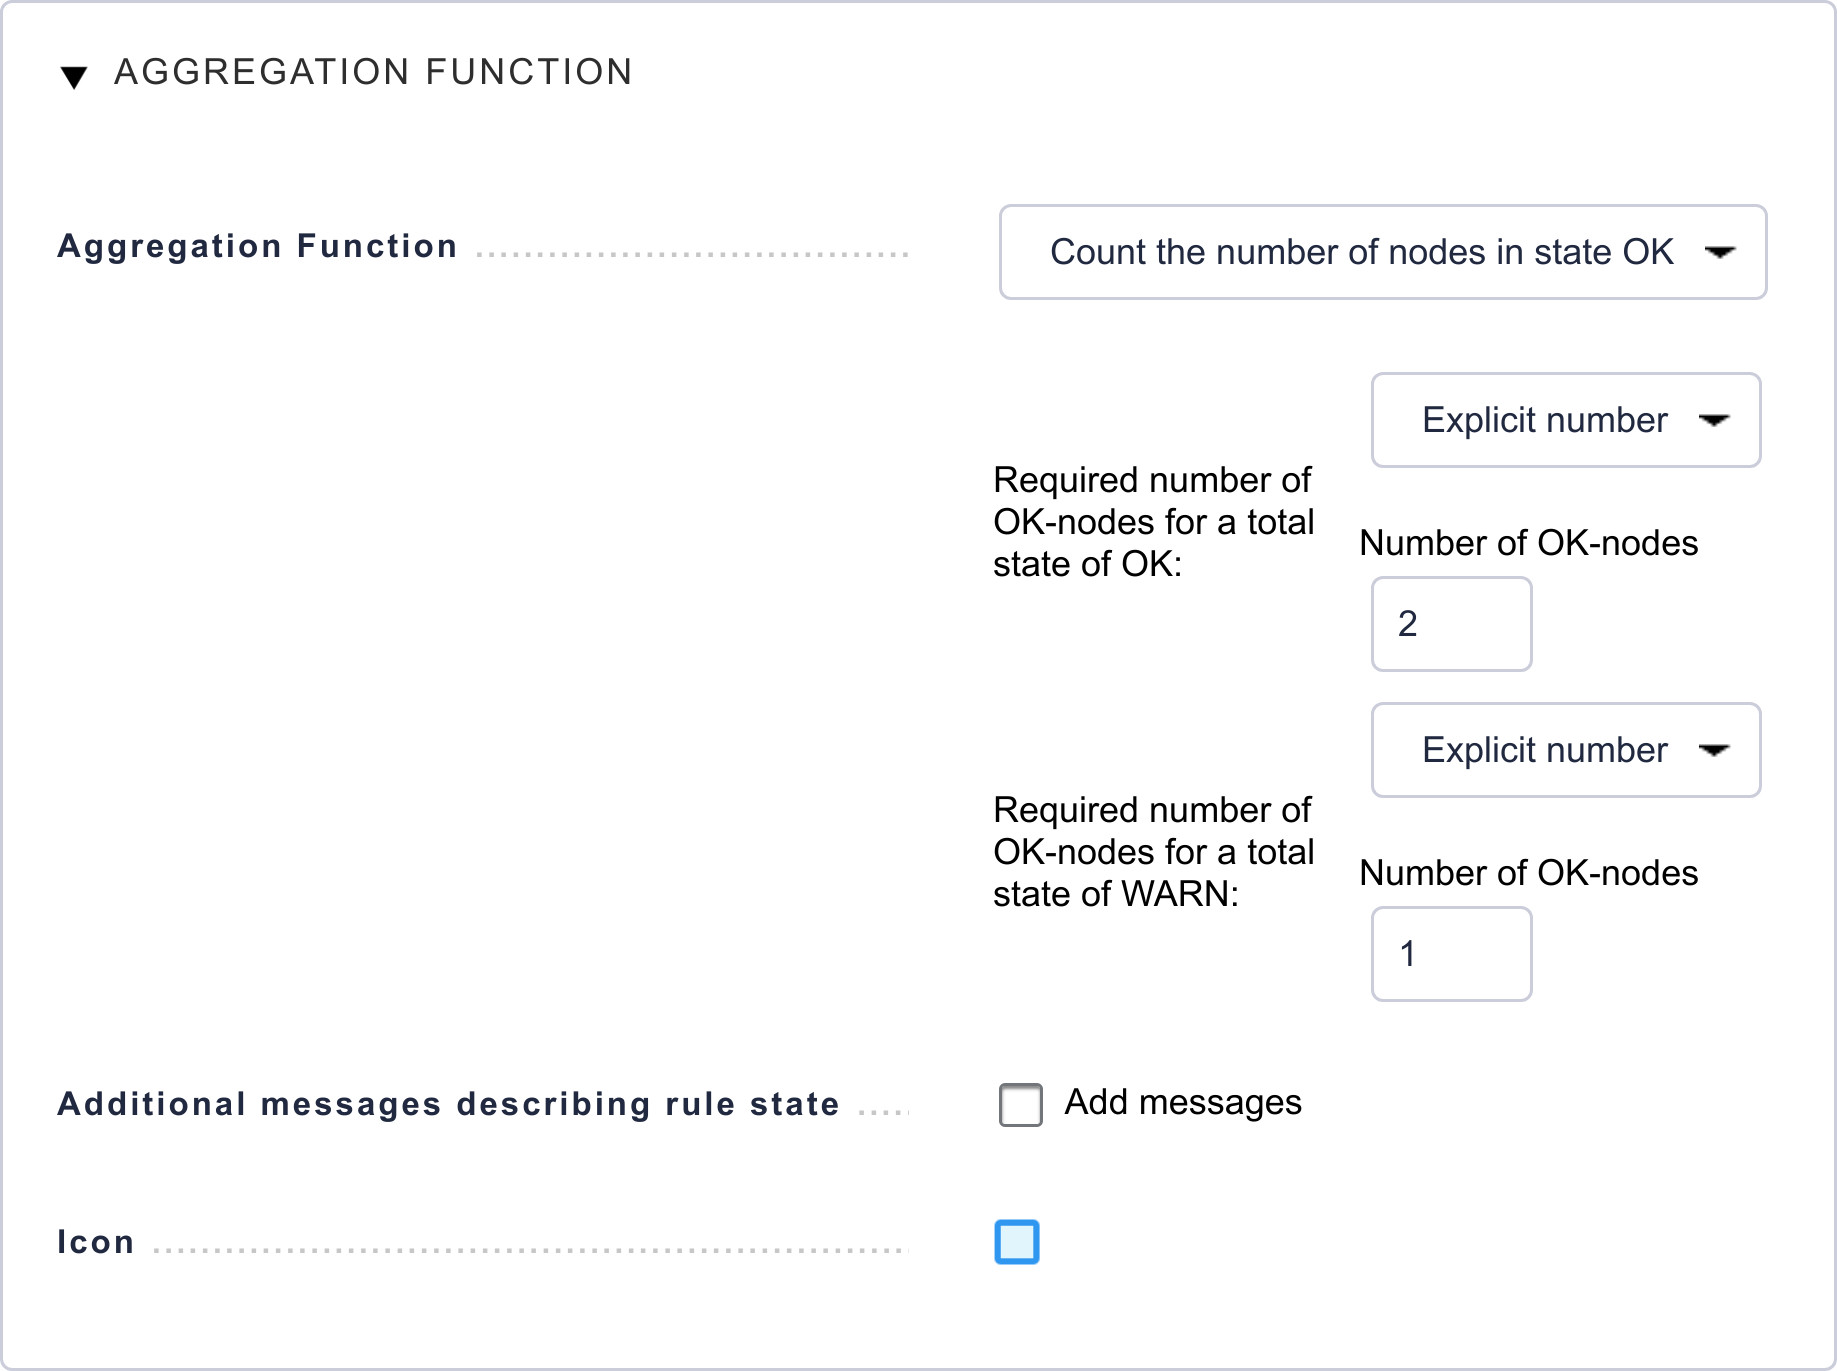 AGGREGATION FUNCTION
Aggregation Function
Count the number of nodes in state OK
Explicit number
Required number of
OK-nodes for a total
state of OK:
Number of OK-nodes
2
Explicit number
Required number of
OK-nodes for a total
state of WARN:
Number of OK-nodes
1
Additional messages describing rule state
Add messages
Icon